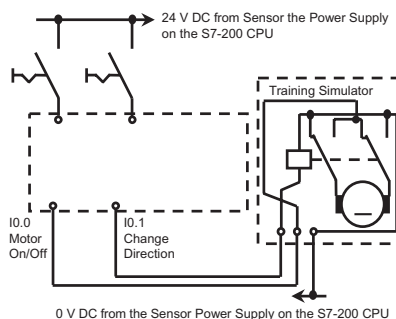 24 V DC from Sensor the Power Supply
on the S7-200 CPU
Training Simulator
I0.0
Motor
On/Off
I0.1
Change
Direction
0 V DC from the Sensor Power Supply on the S7-200 CPU